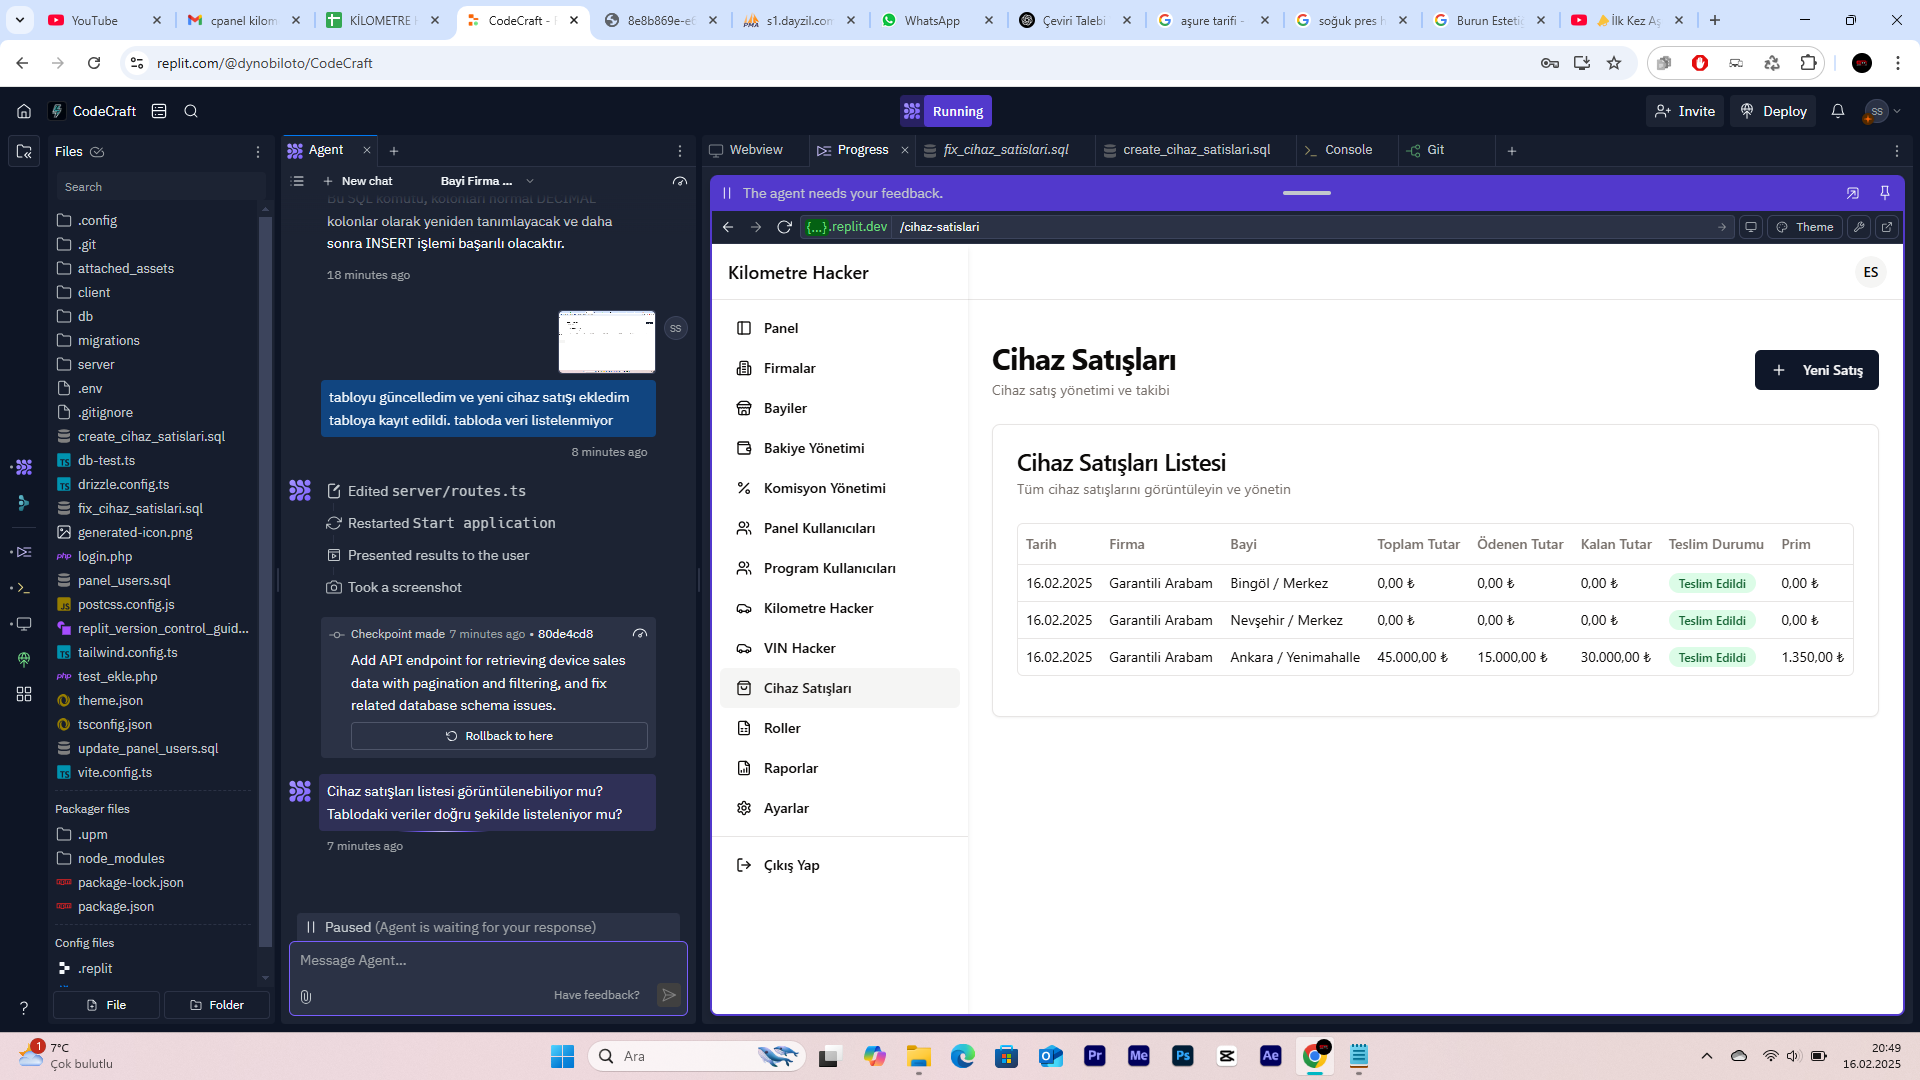 YouTube
cpanel kilom
KİLOMETRE H
CodeCraft - R
8e8b869e-e6
s1.dayzil.com
WhatsApp
Çeviri Talebi
aşure tarifi -
soğuk pres h
Burun Esteti
İlk Kez Aş
replit.com/@dynobiloto/CodeCraft
CodeCraft
Running
Invite
Deploy
SS
Files
Search
.config
.git
attached_assets
client
db
migrations
server
.env
.gitignore
create_cihaz_satislari.sql
db-test.ts
drizzle.config.ts
fix_cihaz_satislari.sql
generated-icon.png
login.php
panel_users.sql
postcss.config.js
replit_version_control_guid...
tailwind.config.ts
test_ekle.php
theme.json
tsconfig.json
update_panel_users.sql
vite.config.ts
Packager files
.upm
node_modules
package-lock.json
package.json
Config files
.replit
File
Folder
Agent
New chat
Bayi Firma ...
Bu SQL komutu, kolonları normal DECIMAL
kolonlar olarak yeniden tanımlayacak ve daha
sonra INSERT işlemi başarılı olacaktır.
18 minutes ago
SS
tabloyu güncelledim ve yeni cihaz satışı ekledim
tabloya kayıt edildi. tabloda veri listelenmiyor
8 minutes ago
Edited server/routes.ts
Restarted Start application
Presented results to the user
Took a screenshot
Checkpoint made 7 minutes ago • 80de4cd8
Add API endpoint for retrieving device sales
data with pagination and filtering, and fix
related database schema issues.
Rollback to here
Cihaz satışları listesi görüntülenebiliyor mu?
Tablodaki veriler doğru şekilde listeleniyor mu?
7 minutes ago
Paused (Agent is waiting for your response)
Message Agent...
Have feedback?
Webview
Progress
fix_cihaz_satislari.sql
create_cihaz_satislari.sql
Console
Git
The agent needs your feedback.
{...}.replit.dev
/cihaz-satislari
Theme
Kilometre Hacker
ES
Panel
Firmalar
Bayiler
Bakiye Yönetimi
Komisyon Yönetimi
Panel Kullanıcıları
Program Kullanıcıları
Kilometre Hacker
VIN Hacker
Cihaz Satışları
Roller
Raporlar
Ayarlar
Çıkış Yap
Cihaz Satışları
Cihaz satış yönetimi ve takibi
Yeni Satış
Cihaz Satışları Listesi
Tüm cihaz satışlarını görüntüleyin ve yönetin
Tarih Firma Bayi Toplam Tutar Ödenen Tutar Kalan Tutar Teslim Durumu Prim
16.02.2025 Garantili Arabam Bingöl / Merkez 0,00 ₺ 0,00 ₺ 0,00 ₺ Teslim Edildi 0,00 ₺
16.02.2025 Garantili Arabam Nevşehir / Merkez 0,00 ₺ 0,00 ₺ 0,00 ₺ Teslim Edildi 0,00 ₺
16.02.2025 Garantili Arabam Ankara / Yenimahalle 45.000,00 ₺ 15.000,00 ₺ 30.000,00 ₺ Teslim Edildi 1.350,00 ₺
1
7°C
Çok bulutlu
Ara
20:49
16.02.2025